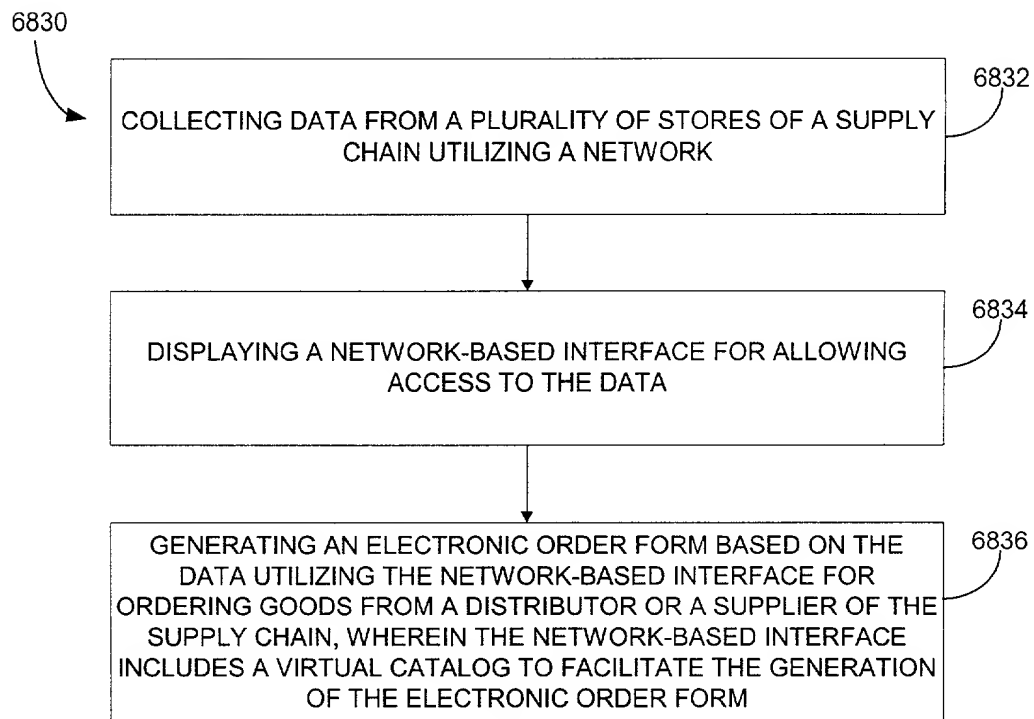 6830
6832
COLLECTING DATA FROM A PLURALITY OF STORES OF A SUPPLY
CHAIN UTILIZING A NETWORK
6834
DISPLAYING A NETWORK-BASED INTERFACE FOR ALLOWING
ACCESS TO THE DATA
6836
GENERATING AN ELECTRONIC ORDER FORM BASED ON THE
DATA UTILIZING THE NETWORK-BASED INTERFACE FOR
ORDERING GOODS FROM A DISTRIBUTOR OR A SUPPLIER OF THE
SUPPLY CHAIN, WHEREIN THE NETWORK-BASED INTERFACE
INCLUDES A VIRTUAL CATALOG TO FACILITATE THE GENERATION
OF THE ELECTRONIC ORDER FORM